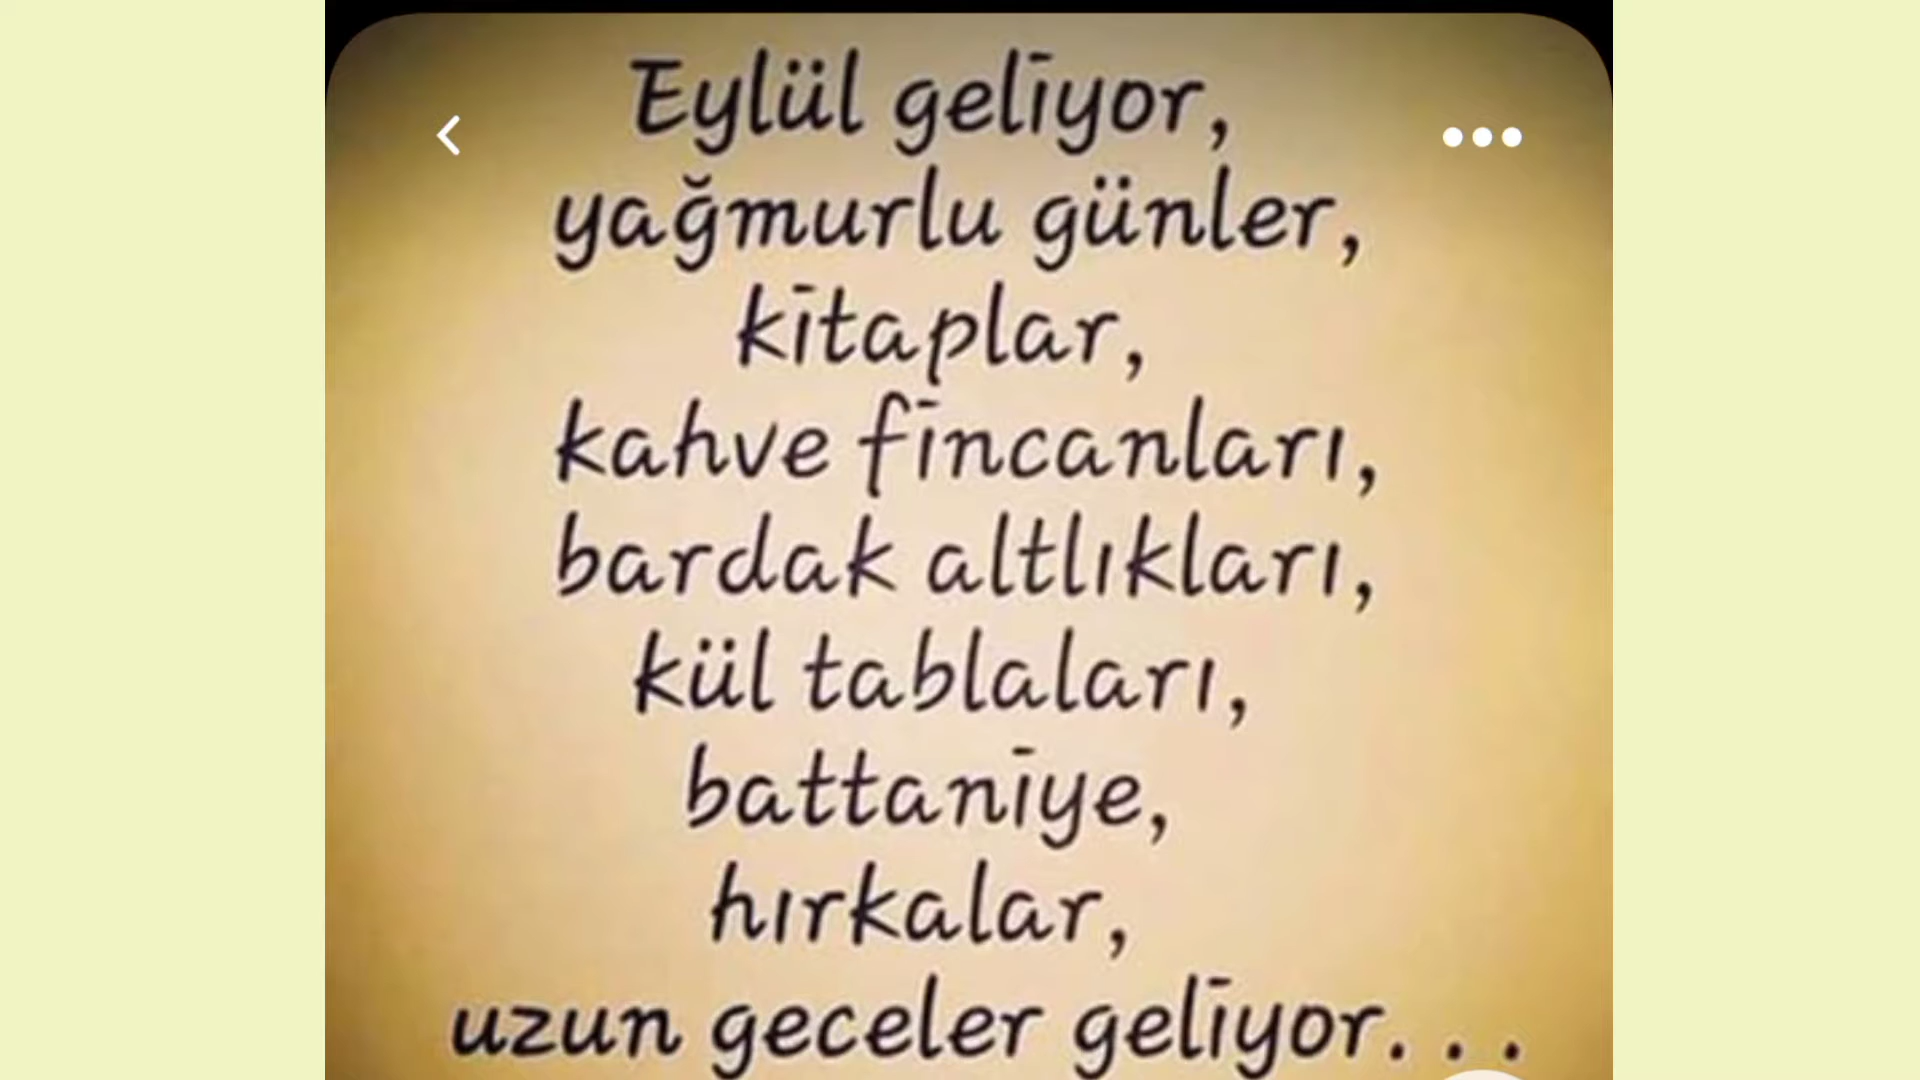 Eylül geliyor,
yağmurlu günler,
kitaplar,
kahve fincanları,
bardak altlıkları,
kül tablaları,
battaniye,
hırkalar,
uzun geceler geliyor. . .